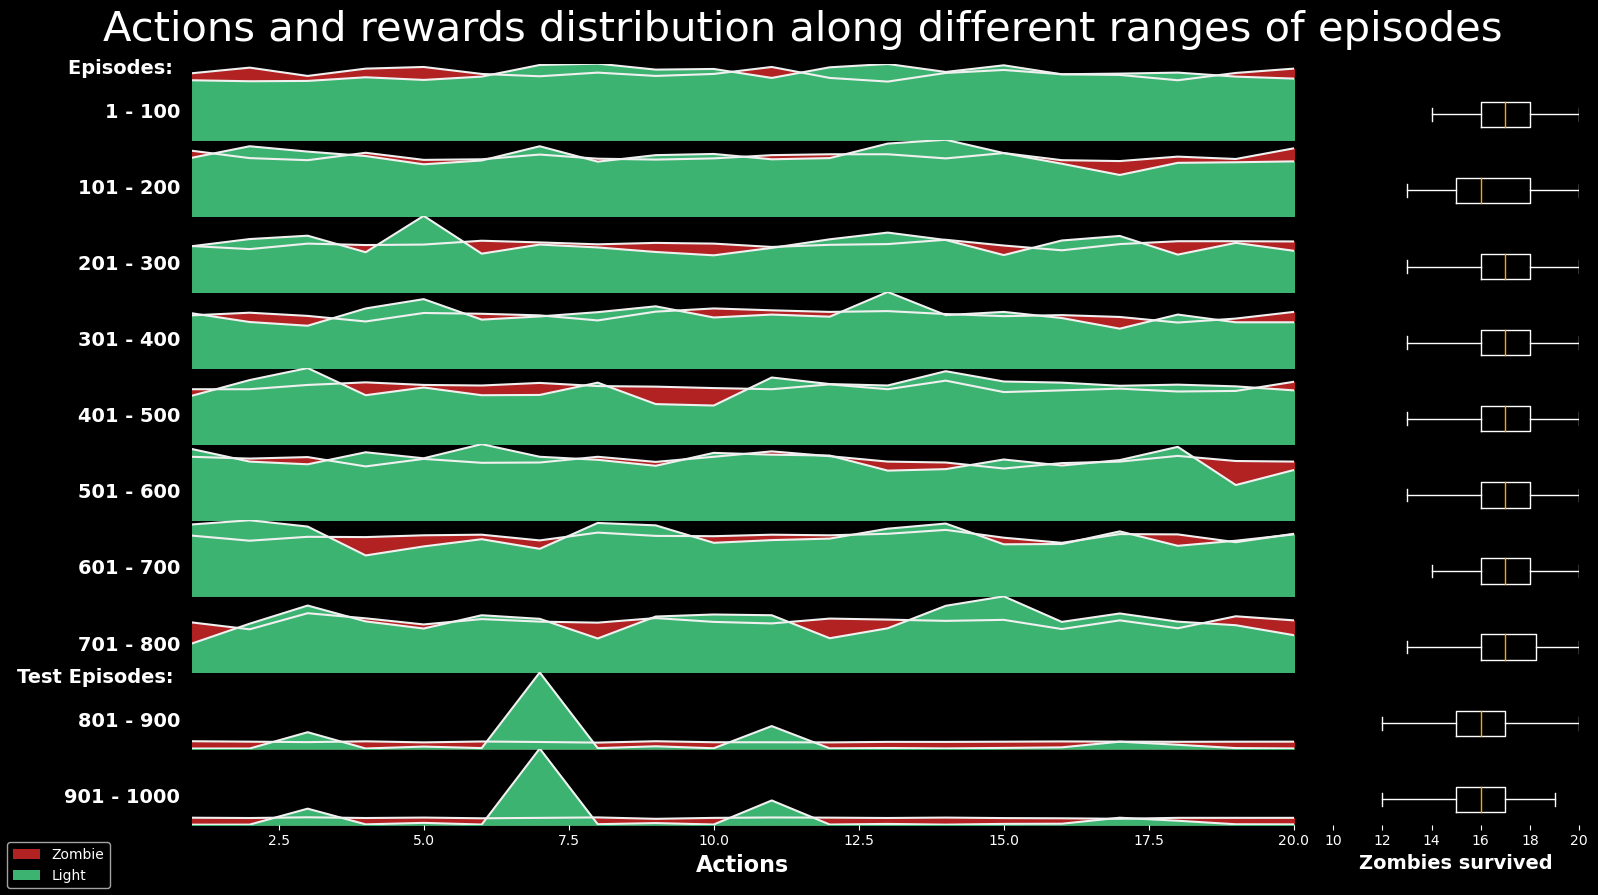 Actions and rewards distribution along different ranges of episodes
Episodes:
1 - 100
101 - 200
201 - 300
301 - 400
401 - 500
501 - 600
601 - 700
701 - 800
Test Episodes:
801 - 900
901 - 1000
2.5 5.0 7.5 10.0 12.5 15.0 17.5 20.0
Actions
10 12 14 16 18 20
Zombies survived
Zombie
Light